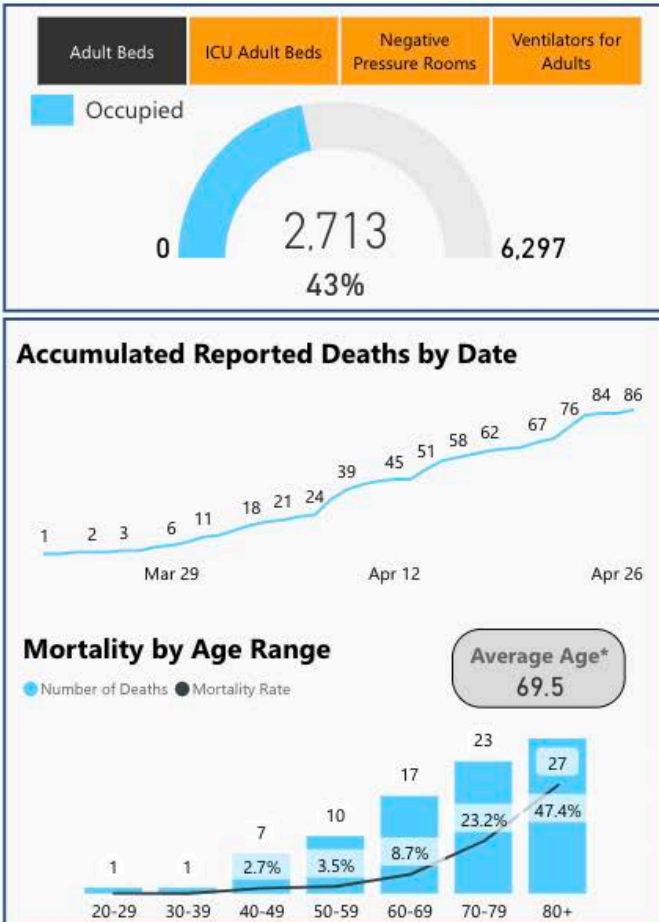 Adult Beds
ICU Adult Beds
Negative
Pressure Rooms
Ventilators for
Adults
Occupied
2,713
0
6,297
43%
Accumulated Reported Deaths by Date
1 2 3 6 11 18 21 24 39 45 51 58 62 67 76 84 86
Mar 29 Apr 12 Apr 26
Mortality by Age Range
Average Age*
69.5
Number of Deaths Mortality Rate
1 1 7 10 17 23 27
2.7% 3.5% 8.7% 23.2% 47.4%
20-29 30-39 40-49 50-59 60-69 70-79 80+